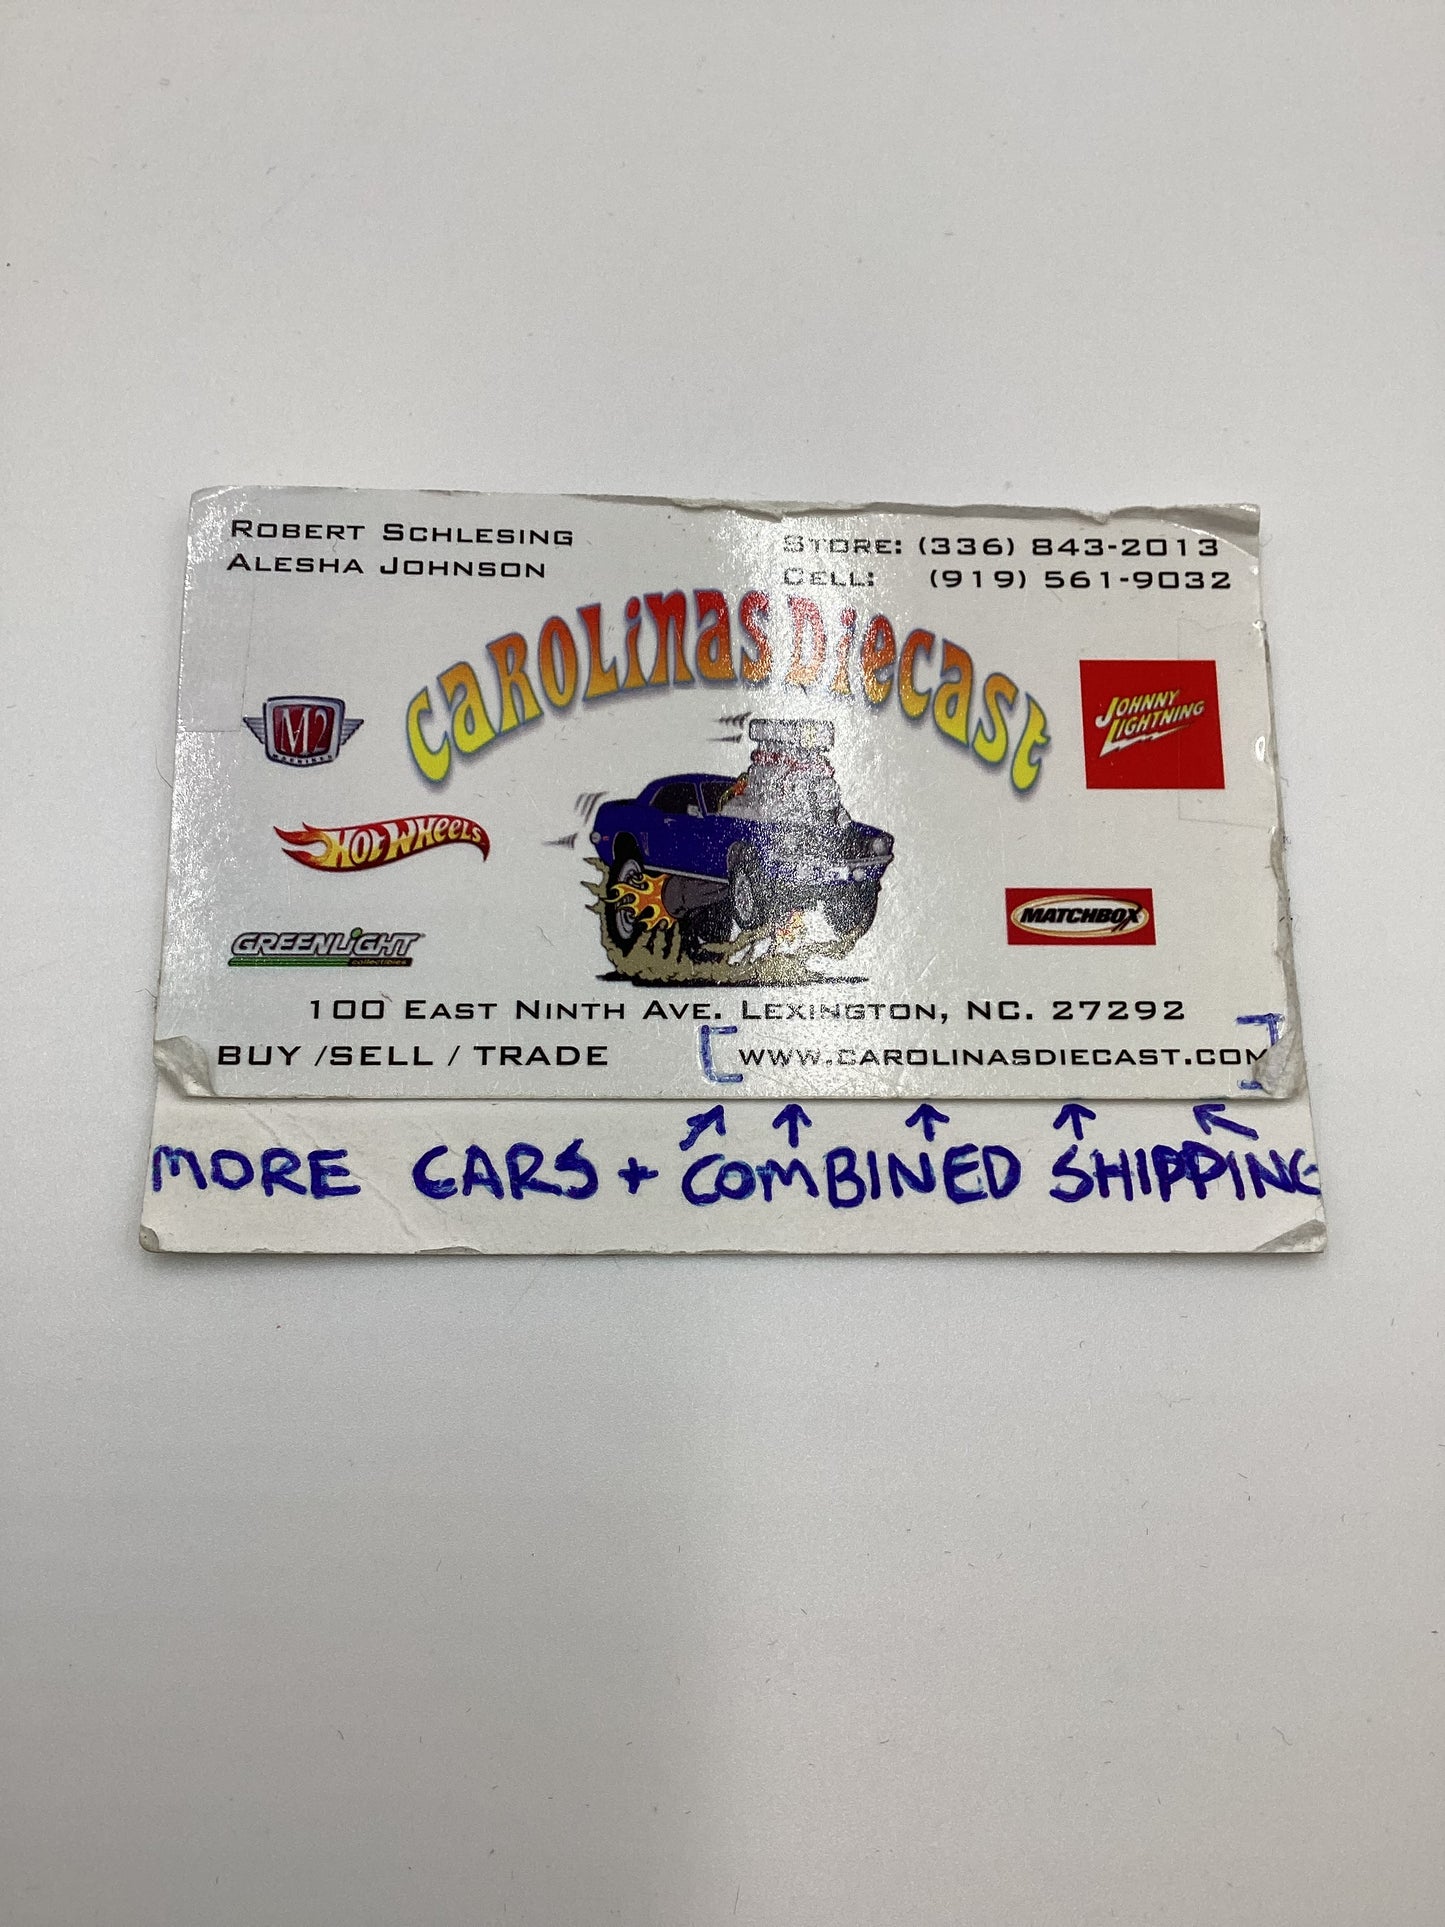 ROBERT SCHLESING
ALESHA JOHNSON
STORE: (336) 843-2013
CELL: (919) 561-9032
CAROLINAS DIECAST
M2
MACHINES
JOHNNY
LIGHTNING
HOT WHEELS
MATCHBOX
GREENLIGHT
collectibles
100 EAST NINTH AVE. LEXINGTON, NC. 27292
BUY /SELL / TRADE [WWW.CAROLINASDIECAST.COM]
MORE CARS + COMBINED SHIPPING